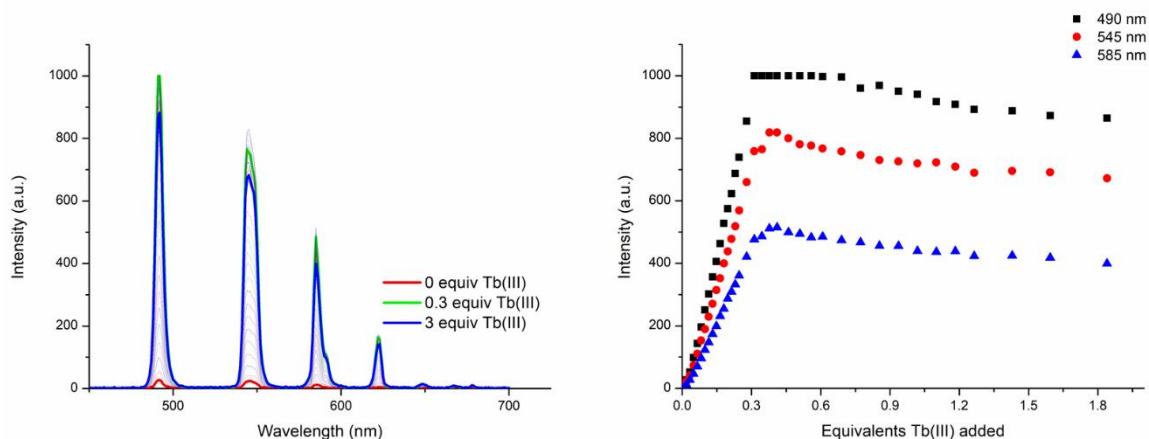 1000
800
600
400
200
0
Intensity (a.u.)
0 equiv Tb(III)
0.3 equiv Tb(III)
3 equiv Tb(III)
500
600
700
Wavelength (nm)
490 nm
545 nm
585 nm
1000
800
600
400
200
0
Intensity (a.u.)
0.0
0.3
0.6
0.9
1.2
1.5
1.8
Equivalents Tb(III) added